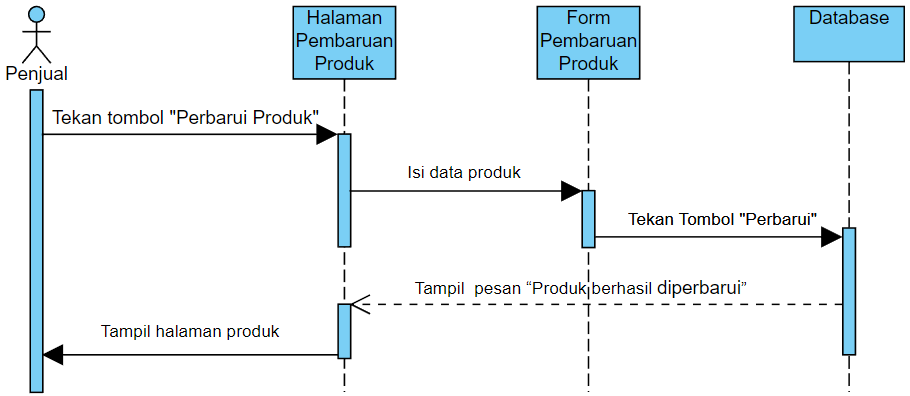 Halaman
Pembaruan
Produk
Form
Pembaruan
Produk
Database
Penjual
Tekan tombol "Perbarui Produk"
Isi data produk
Tekan Tombol "Perbarui"
Tampil pesan “Produk berhasil diperbarui”
Tampil halaman produk